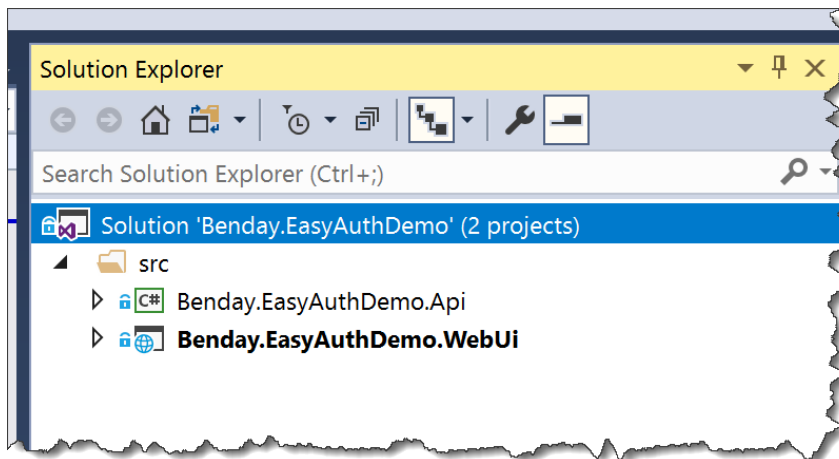 Solution Explorer
Search Solution Explorer (Ctrl+;)
Solution 'Benday.EasyAuthDemo' (2 projects)
src
C# Benday.EasyAuthDemo.Api
Benday.EasyAuthDemo.WebUi